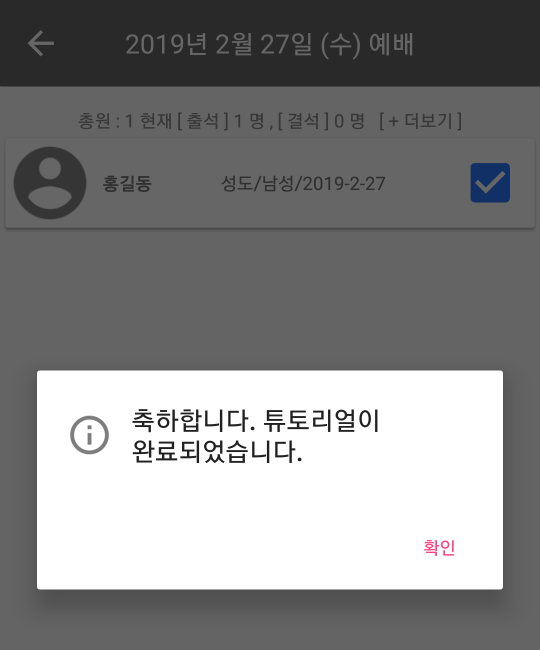 2019년 2월 27일 (수) 예배
총원 : 1 현재 [ 출석 ] 1 명 , [ 결석 ] 0 명 [ + 더보기 ]
홍길동 성도/남성/2019-2-27
축하합니다. 튜토리얼이
완료되었습니다.
확인